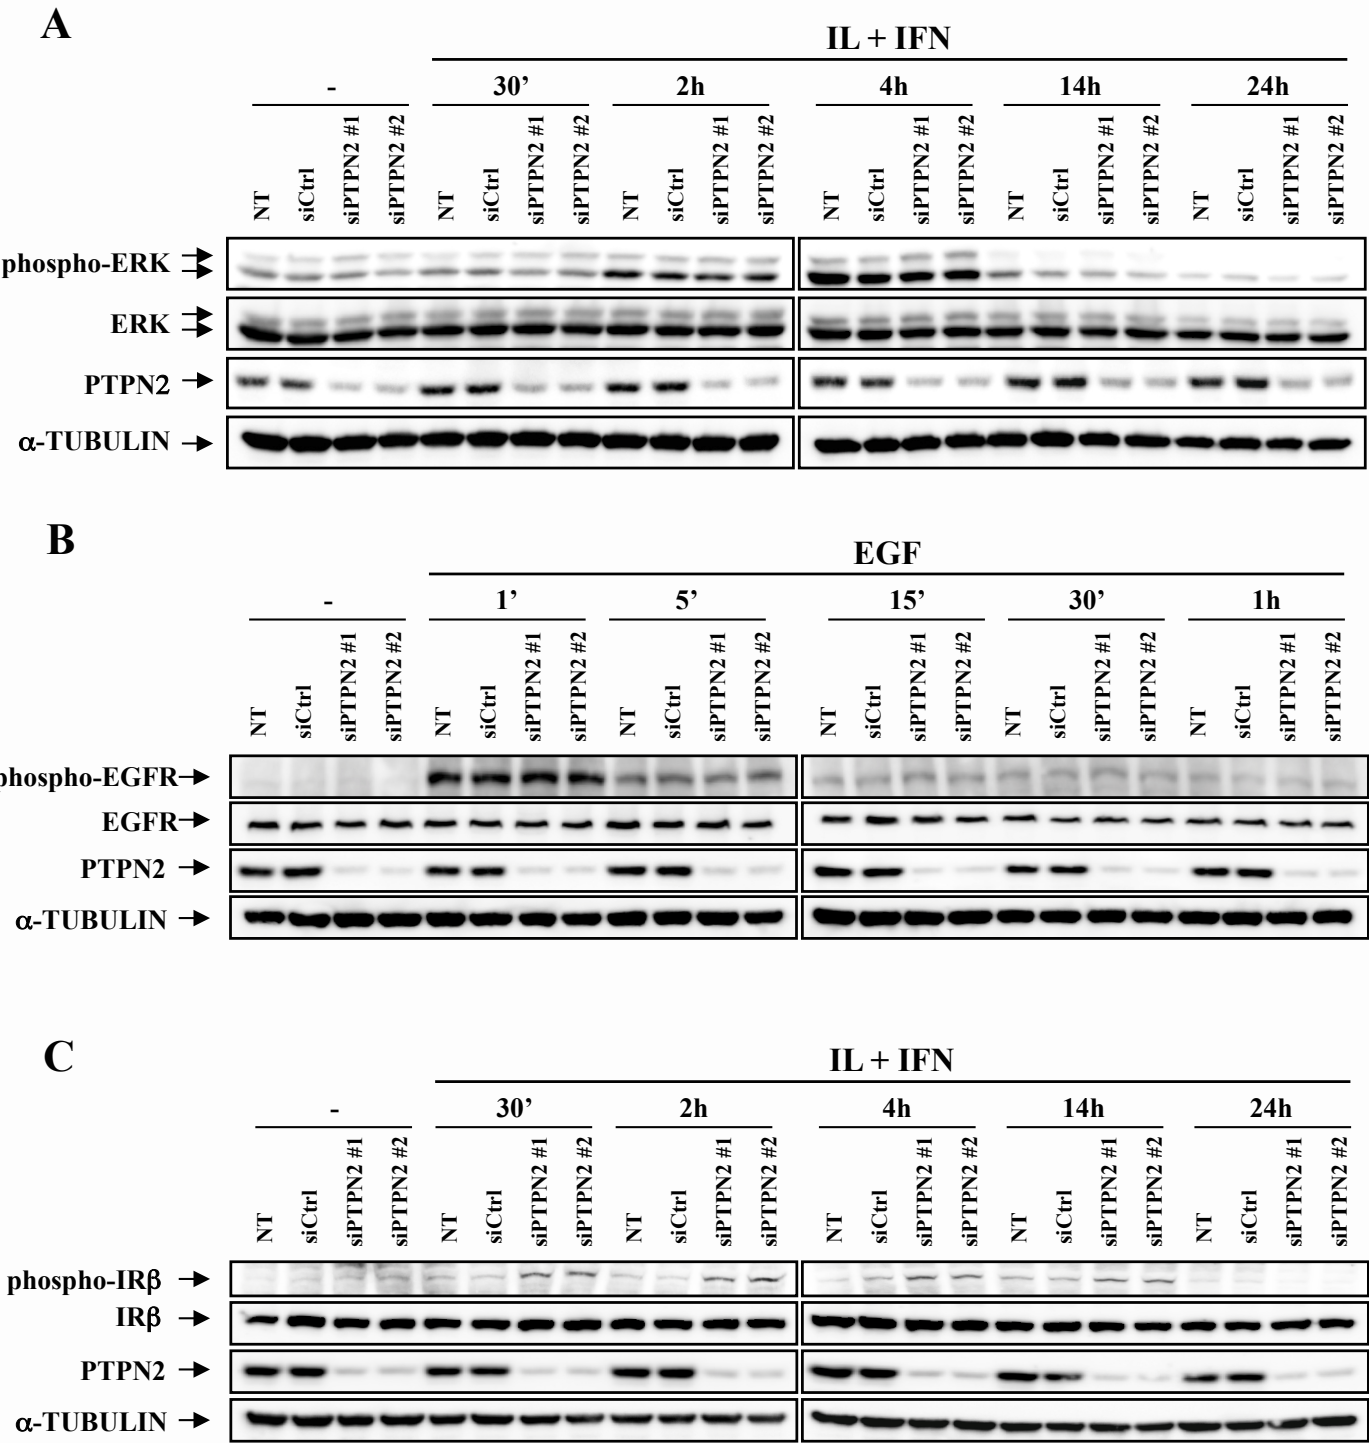 A
IL + IFN
- 30’ 2h 4h 14h 24h
NT siCtrl siPTPN2 #1 siPTPN2 #2 NT siCtrl siPTPN2 #1 siPTPN2 #2 NT siCtrl siPTPN2 #1 siPTPN2 #2 NT siCtrl siPTPN2 #1 siPTPN2 #2 NT siCtrl siPTPN2 #1 siPTPN2 #2 NT siCtrl siPTPN2 #1 siPTPN2 #2
phospho-ERK
ERK
PTPN2
α-TUBULIN
B
EGF
- 1’ 5’ 15’ 30’ 1h
NT siCtrl siPTPN2 #1 siPTPN2 #2 NT siCtrl siPTPN2 #1 siPTPN2 #2 NT siCtrl siPTPN2 #1 siPTPN2 #2 NT siCtrl siPTPN2 #1 siPTPN2 #2 NT siCtrl siPTPN2 #1 siPTPN2 #2 NT siCtrl siPTPN2 #1 siPTPN2 #2
phospho-EGFR
EGFR
PTPN2
α-TUBULIN
C
IL + IFN
- 30’ 2h 4h 14h 24h
NT siCtrl siPTPN2 #1 siPTPN2 #2 NT siCtrl siPTPN2 #1 siPTPN2 #2 NT siCtrl siPTPN2 #1 siPTPN2 #2 NT siCtrl siPTPN2 #1 siPTPN2 #2 NT siCtrl siPTPN2 #1 siPTPN2 #2 NT siCtrl siPTPN2 #1 siPTPN2 #2
phospho-IRβ
IRβ
PTPN2
α-TUBULIN